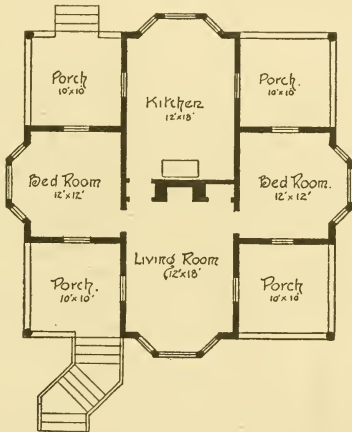 Porch
10'x10'
Kitchen
12'x18'
Porch.
10'x10'
Bed Room
12'x12'
Bed Room.
12'x12'
Living Room
12'x18'
Porch.
10'x10'
Porch
10'x10'